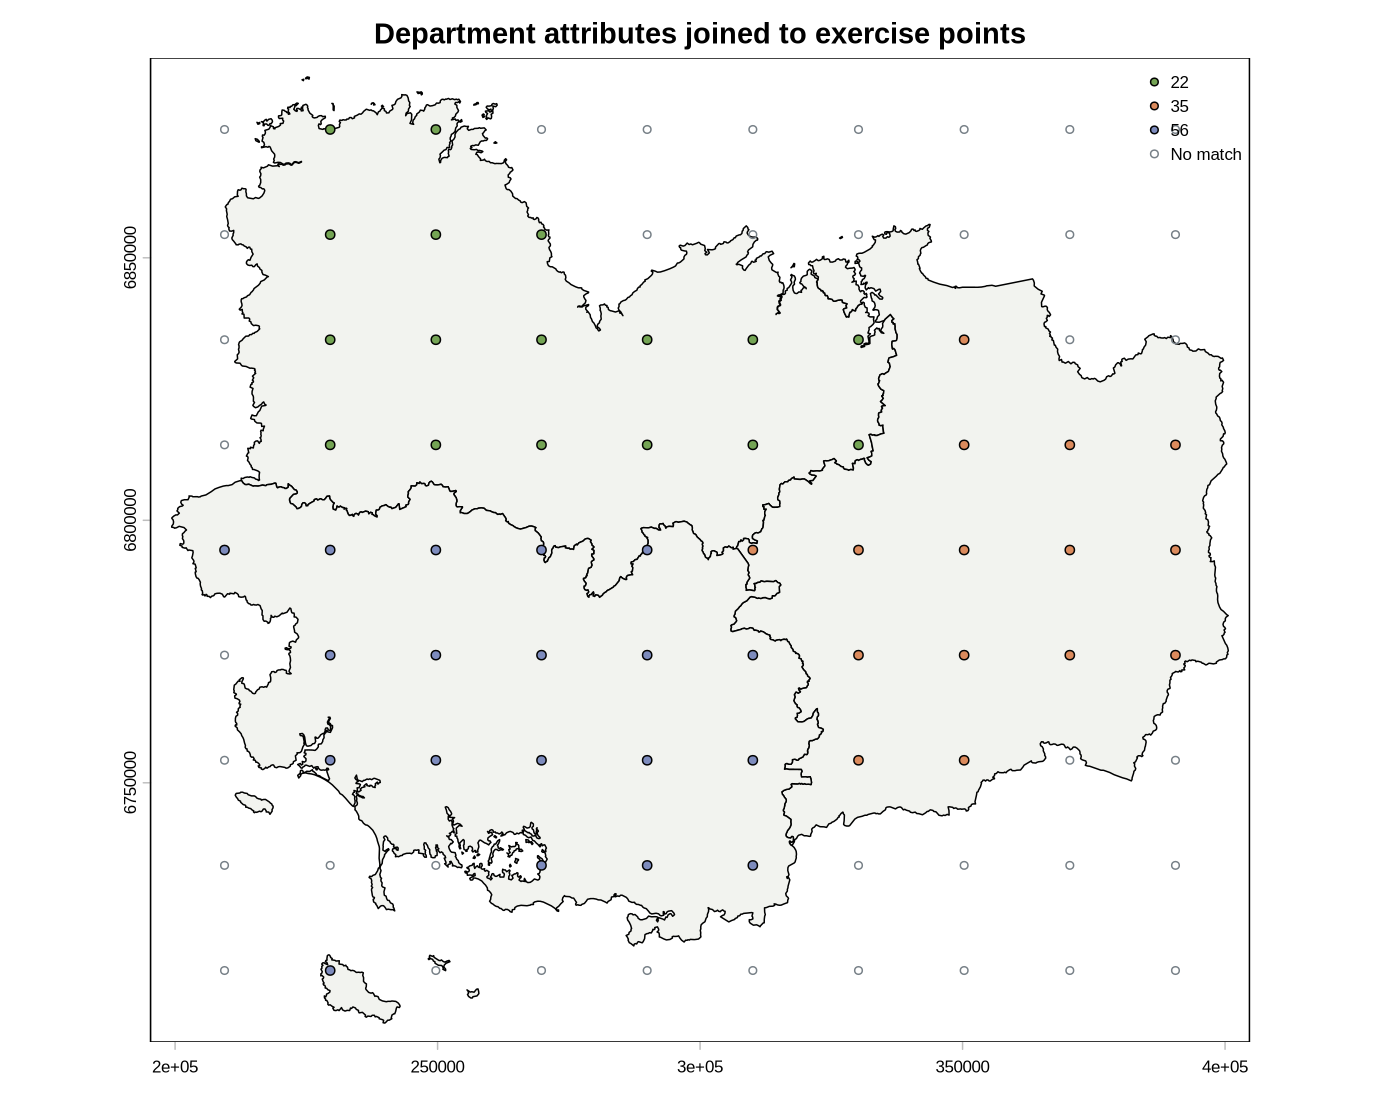 Department attributes joined to exercise points
22
35
56
No match
6850000
6800000
6750000
2e+05
250000
3e+05
350000
4e+05